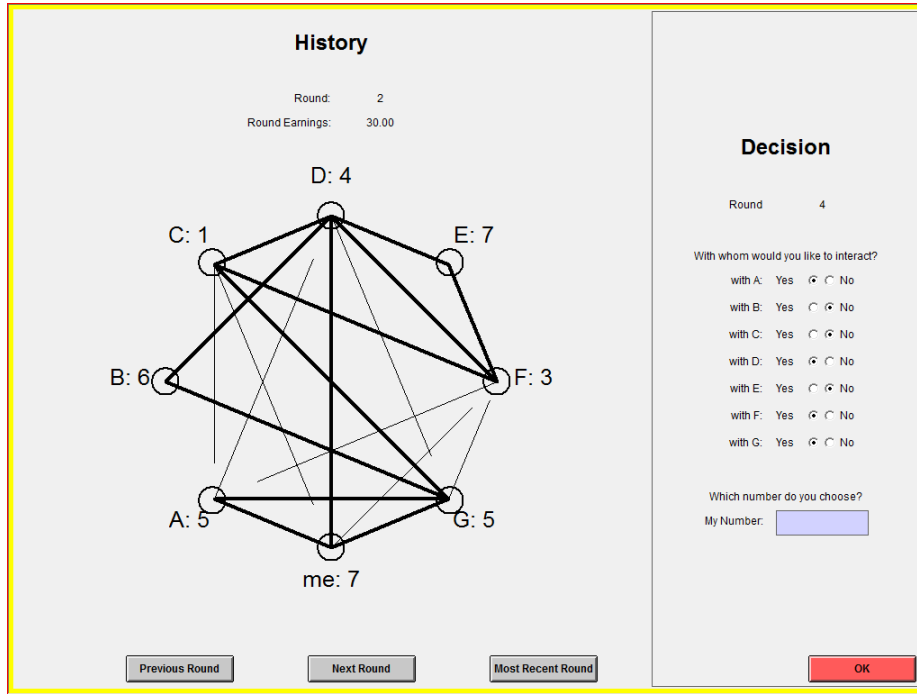 History
Round: 2
Round Earnings: 30.00
D: 4
C: 1
E: 7
B: 6
F: 3
A: 5
G: 5
me: 7
Previous Round
Next Round
Most Recent Round
Decision
Round 4
With whom would you like to interact?
with A: Yes No
with B: Yes No
with C: Yes No
with D: Yes No
with E: Yes No
with F: Yes No
with G: Yes No
Which number do you choose?
My Number:
OK